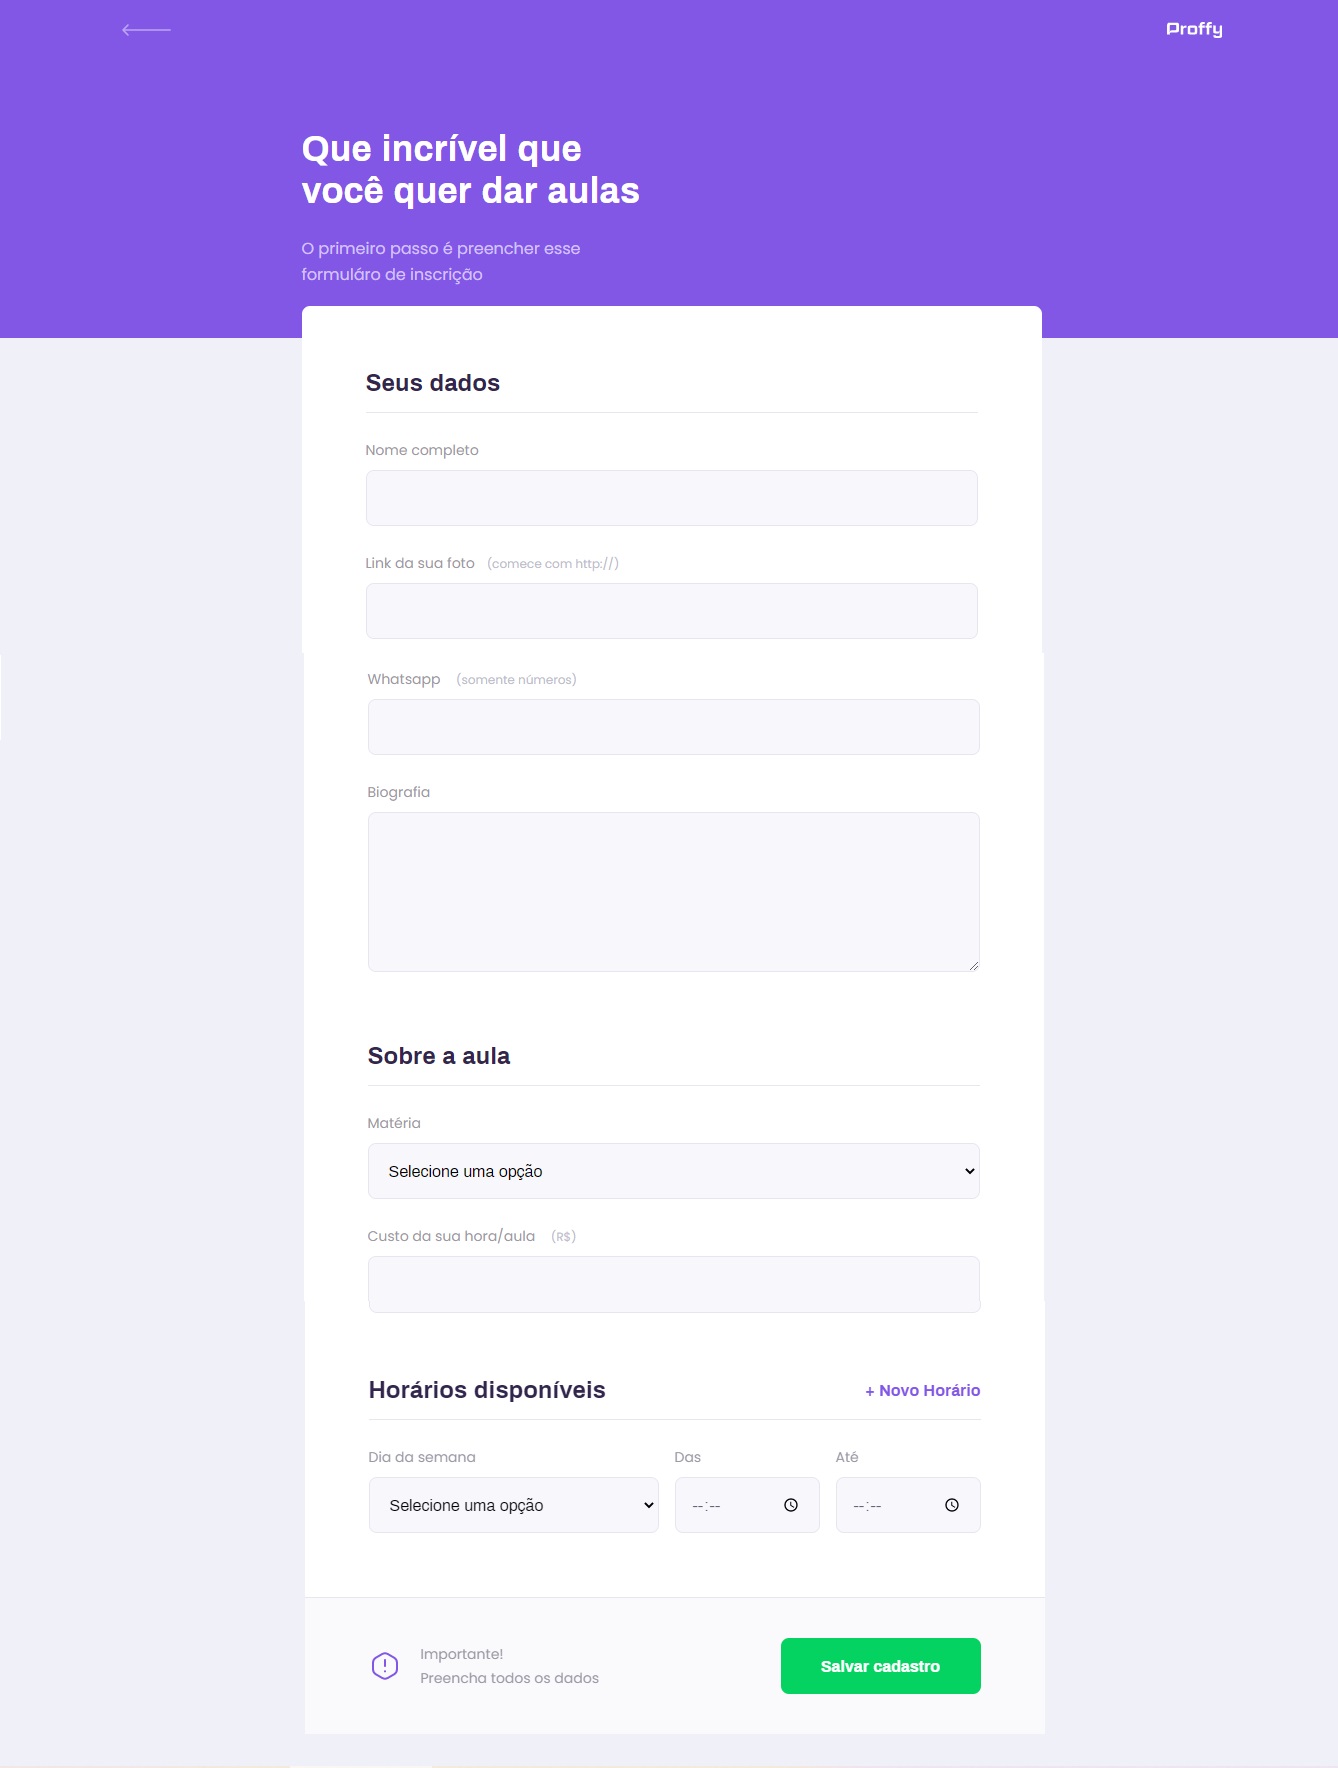 Proffy
Que incrível que
você quer dar aulas
O primeiro passo é preencher esse
formuláro de inscrição
Seus dados
Nome completo
Link da sua foto (comece com http://)
Whatsapp (somente números)
Biografia
Sobre a aula
Matéria
Selecione uma opção
Custo da sua hora/aula (R$)
Horários disponíveis + Novo Horário
Dia da semana Das Até
Selecione uma opção --:-- --:--
Importante!
Preencha todos os dados
Salvar cadastro